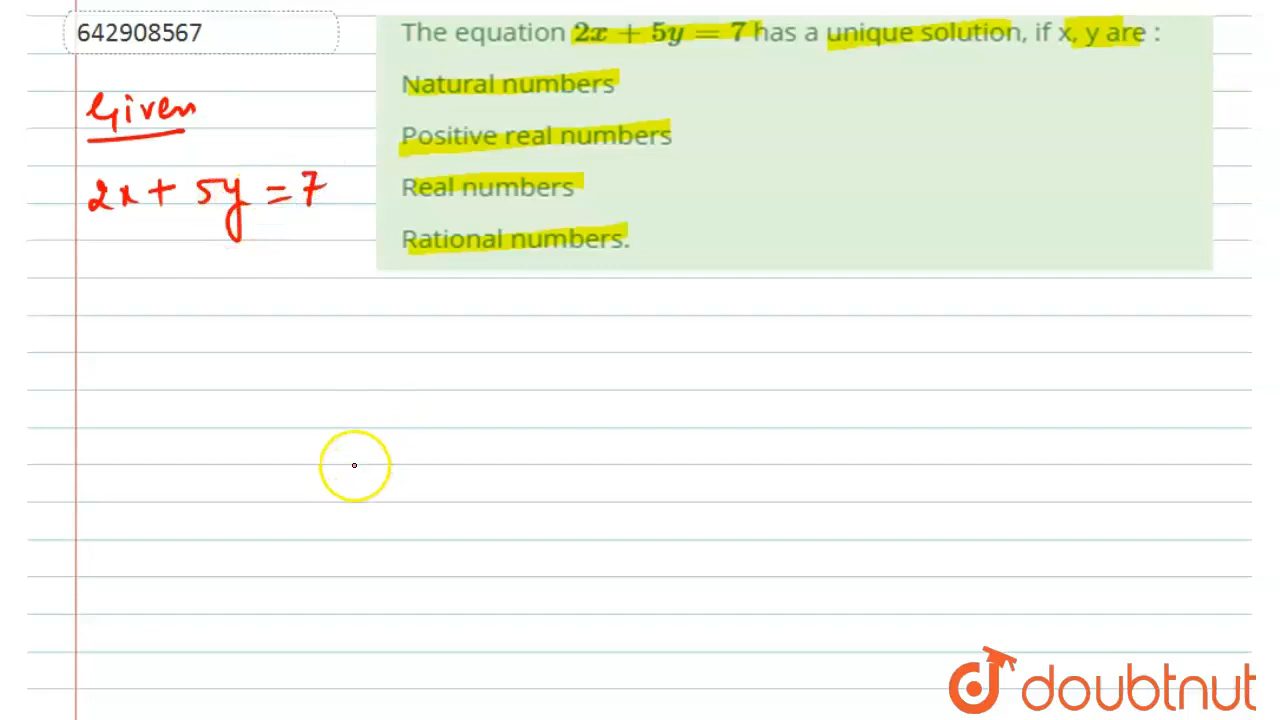 642908567
The equation 2x + 5y = 7 has a unique solution, if x, y are :
Natural numbers
Positive real numbers
Real numbers
Rational numbers.
Given
2x + 5y = 7
doubtnut